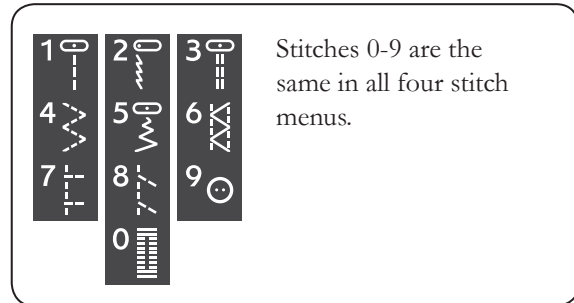 1 2 3
4 5 6
7 8 9
0
Stitches 0-9 are the
same in all four stitch
menus.